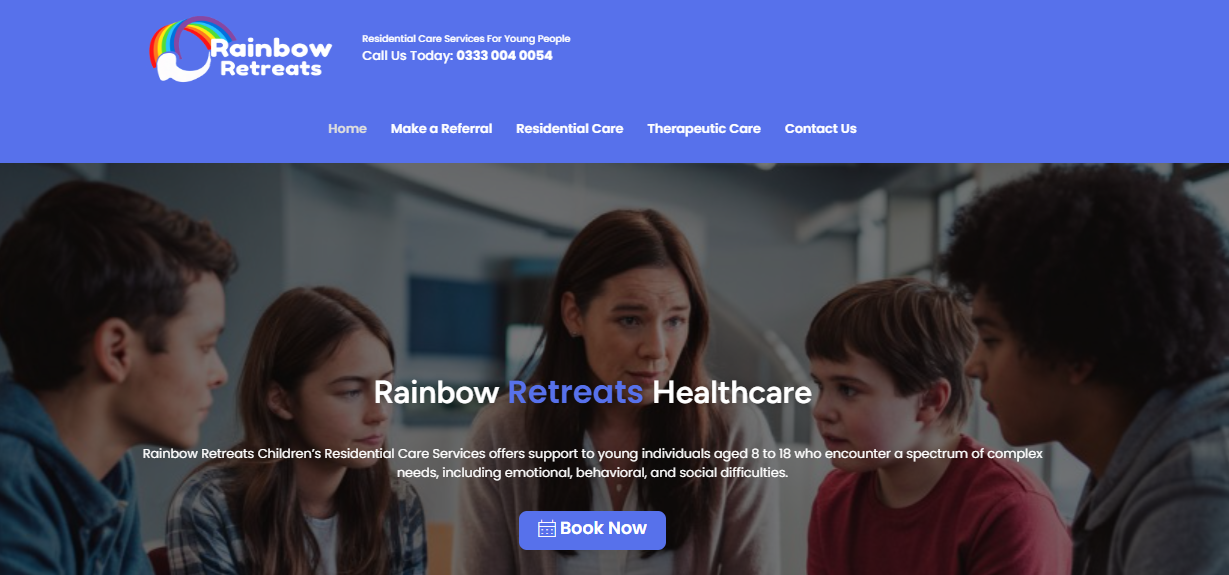 Rainbow
Retreats
Residential Care Services For Young People
Call Us Today: 0333 004 0054
Home Make a Referral Residential Care Therapeutic Care Contact Us
Rainbow Retreats Healthcare
Rainbow Retreats Children’s Residential Care Services offers support to young individuals aged 8 to 18 who encounter a spectrum of complex
needs, including emotional, behavioral, and social difficulties.
Book Now